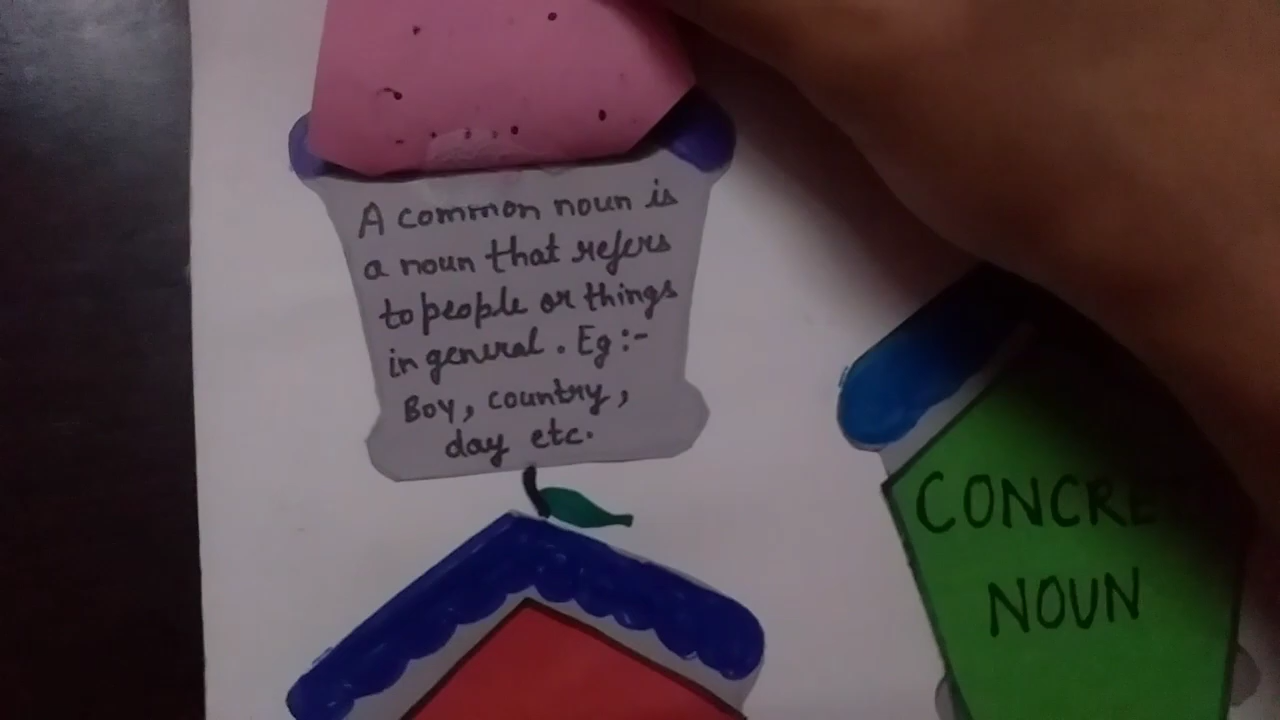 A common noun is
a noun that refers
to people or things
in general. Eg :-
Boy, country,
day etc.
CONCRE
NOUN